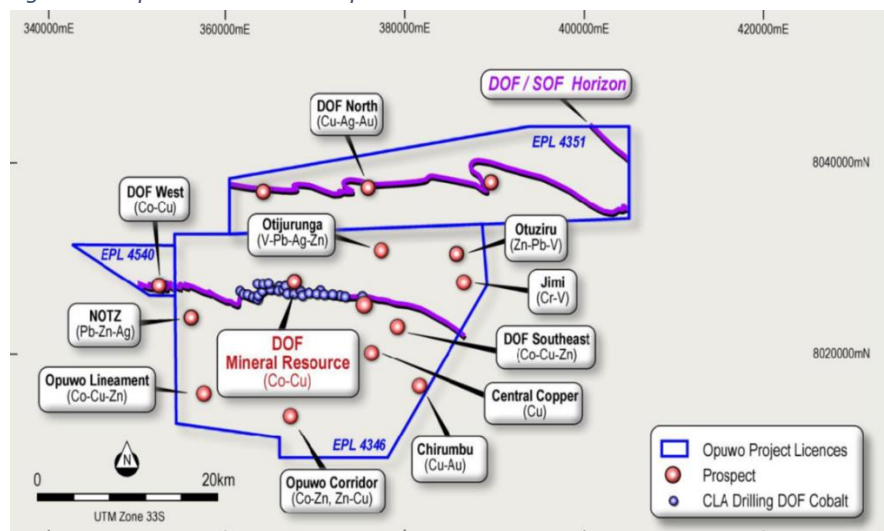 340000mE
360000mE
380000mE
400000mE
420000mE
DOF / SOF Horizon
DOF North
(Cu-Ag-Au)
EPL 4351
8040000mN
DOF West
(Co-Cu)
Otijurunga
(V-Pb-Ag-Zn)
Otuziru
(Zn-Pb-V)
EPL 4540
Jimi
(Cr-V)
NOTZ
(Pb-Zn-Ag)
DOF
Mineral Resource
(Co-Cu)
DOF Southeast
(Co-Cu-Zn)
8020000mN
Opuwo Lineament
(Co-Cu-Zn)
Central Copper
(Cu)
EPL 4346
Chirumbu
(Cu-Au)
Opuwo Corridor
(Co-Zn, Zn-Cu)
N
0
20km
UTM Zone 33S
Opuwo Project Licences
Prospect
CLA Drilling DOF Cobalt